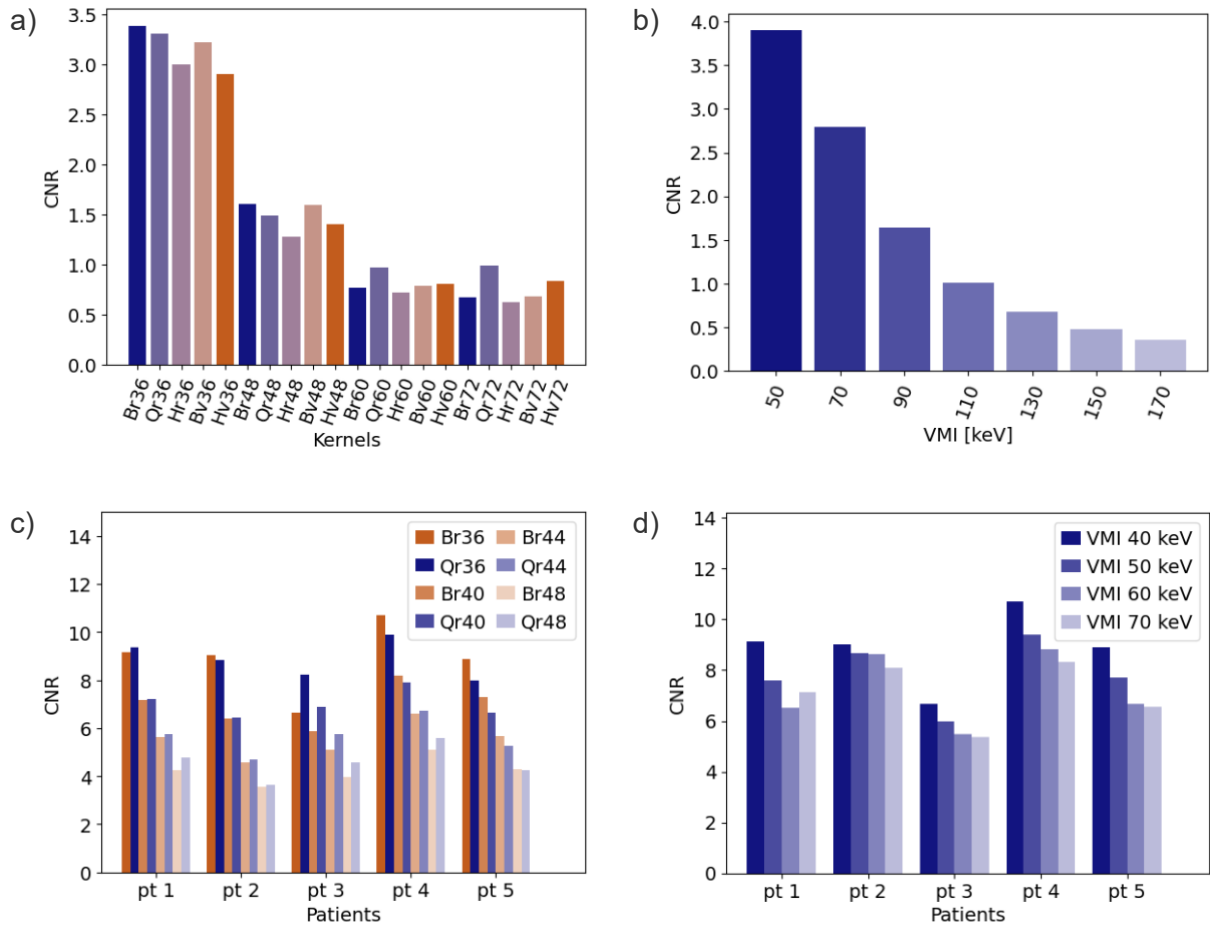 a)
3.5
3.0
2.5
2.0
1.5
1.0
0.5
0.0
CNR
Br36 Qr36 Hr36 Bv36 Hv36 Br48 Qr48 Hr48 Bv48 Hv48 Br60 Qr60 Hr60 Bv60 Hv60 Br72 Qr72 Hr72 Bv72 Hv72
Kernels
b)
4.0
3.5
3.0
2.5
2.0
1.5
1.0
0.5
0.0
CNR
50 70 90 110 130 150 170
VMI [keV]
c)
14
12
10
8
6
4
2
0
CNR
Br36 Br44
Qr36 Qr44
Br40 Br48
Qr40 Qr48
pt 1 pt 2 pt 3 pt 4 pt 5
Patients
d)
14
12
10
8
6
4
2
0
CNR
VMI 40 keV
VMI 50 keV
VMI 60 keV
VMI 70 keV
pt 1 pt 2 pt 3 pt 4 pt 5
Patients